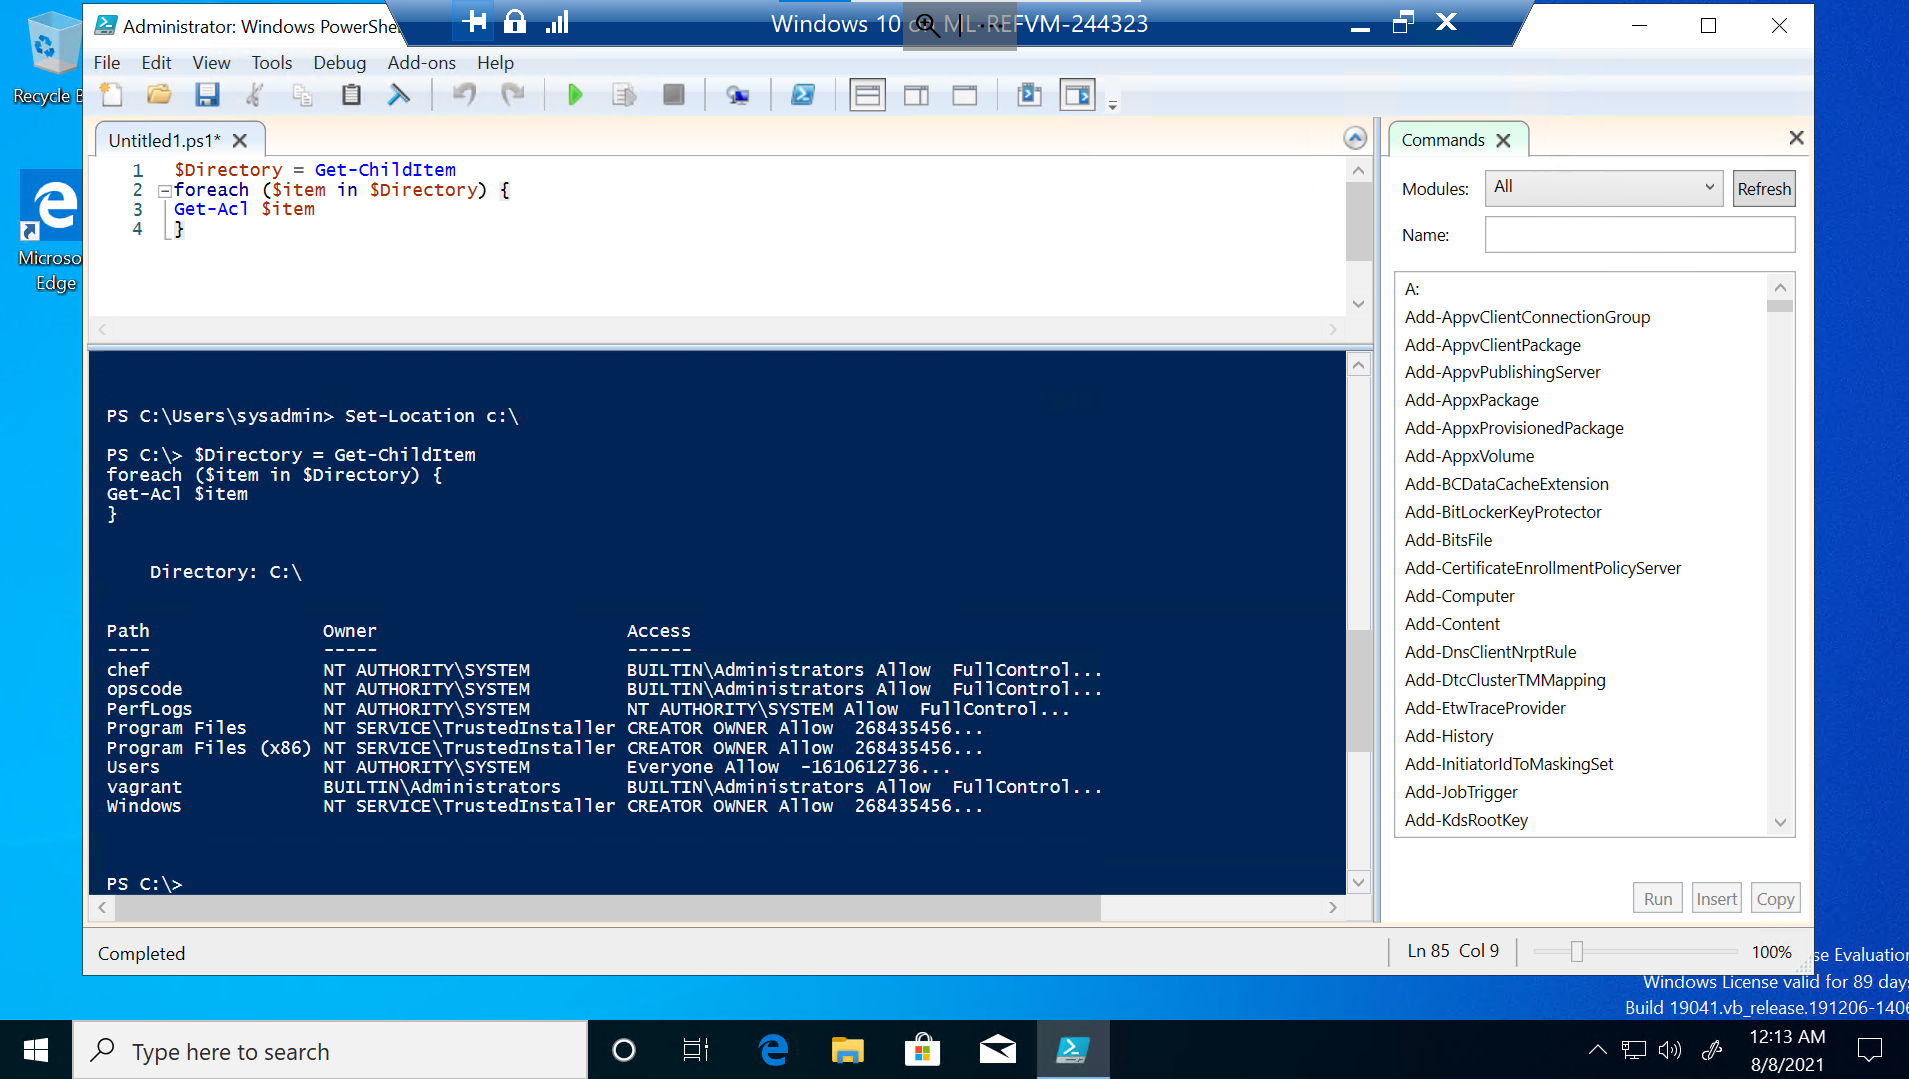 Recycle B
Microso
Edge
Administrator: Windows PowerShe
Windows 10 o ML-REFVM-244323
File Edit View Tools Debug Add-ons Help
Untitled1.ps1*
1 $Directory = Get-ChildItem
2 foreach ($item in $Directory) {
3 Get-Acl $item
4 }
PS C:\Users\sysadmin> Set-Location c:\
PS C:\> $Directory = Get-ChildItem
foreach ($item in $Directory) {
Get-Acl $item
}
Directory: C:\
Path Owner Access
---- ----- ------
chef NT AUTHORITY\SYSTEM BUILTIN\Administrators Allow FullControl...
opscode NT AUTHORITY\SYSTEM BUILTIN\Administrators Allow FullControl...
PerfLogs NT AUTHORITY\SYSTEM NT AUTHORITY\SYSTEM Allow FullControl...
Program Files NT SERVICE\TrustedInstaller CREATOR OWNER Allow 268435456...
Program Files (x86) NT SERVICE\TrustedInstaller CREATOR OWNER Allow 268435456...
Users NT AUTHORITY\SYSTEM Everyone Allow -1610612736...
vagrant BUILTIN\Administrators BUILTIN\Administrators Allow FullControl...
Windows NT SERVICE\TrustedInstaller CREATOR OWNER Allow 268435456...
PS C:\>
Commands
Modules: All Refresh
Name:
A:
Add-AppvClientConnectionGroup
Add-AppvClientPackage
Add-AppvPublishingServer
Add-AppxPackage
Add-AppxProvisionedPackage
Add-AppxVolume
Add-BCDataCacheExtension
Add-BitLockerKeyProtector
Add-BitsFile
Add-CertificateEnrollmentPolicyServer
Add-Computer
Add-Content
Add-DnsClientNrptRule
Add-DtcClusterTMMapping
Add-EtwTraceProvider
Add-History
Add-InitiatorIdToMaskingSet
Add-JobTrigger
Add-KdsRootKey
Run Insert Copy
Completed
Ln 85 Col 9
100%
se Evaluation
Windows License valid for 89 days
Build 19041.vb_release.191206-1406
Type here to search
12:13 AM
8/8/2021